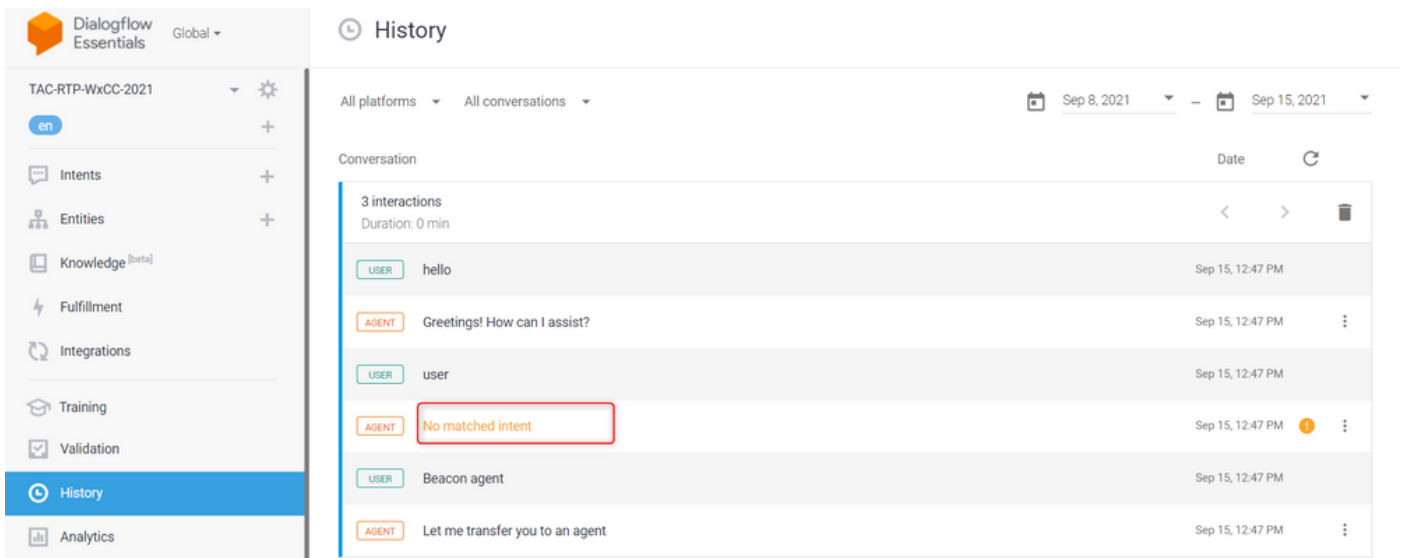 Dialogflow
Essentials
Global
History
TAC-RTP-WxCC-2021
en
All platforms
All conversations
Sep 8, 2021
–
Sep 15, 2021
Intents
Entities
Knowledge [beta]
Fulfillment
Integrations
Training
Validation
History
Analytics
Conversation
Date
3 interactions
Duration: 0 min
USER hello Sep 15, 12:47 PM
AGENT Greetings! How can I assist? Sep 15, 12:47 PM
USER user Sep 15, 12:47 PM
AGENT No matched intent Sep 15, 12:47 PM
USER Beacon agent Sep 15, 12:47 PM
AGENT Let me transfer you to an agent Sep 15, 12:47 PM